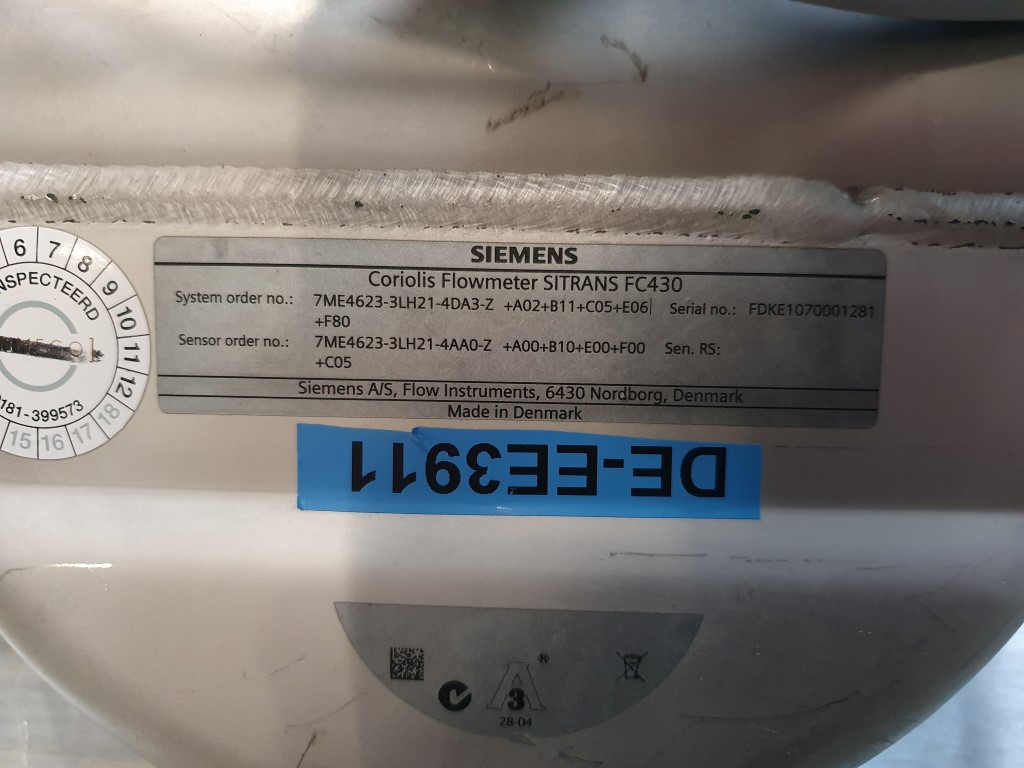 SIEMENS
Coriolis Flowmeter SITRANS FC430
System order no.: 7ME4623-3LH21-4DA3-Z +A02+B11+C05+E06| Serial no.: FDKE1070001281
+F80
Sensor order no.: 7ME4623-3LH21-4AA0-Z +A00+B10+E00+F00 Sen. RS:
+C05
Siemens A/S, Flow Instruments, 6430 Nordborg, Denmark
Made in Denmark
DE-EE3911
6 7 8 9 10 11 12
NSPECTEERD
181-399573
15 16 17 18
A®
3
28-04